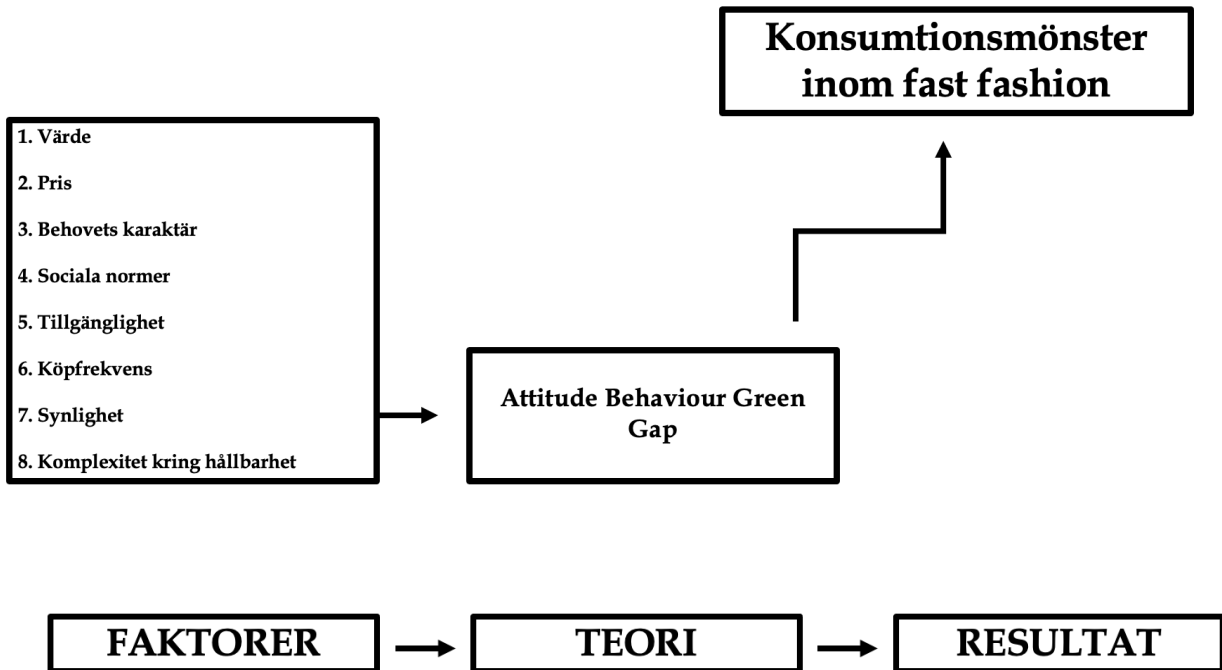 Konsumtionsmönster
inom fast fashion
1. Värde
2. Pris
3. Behovets karaktär
4. Sociala normer
5. Tillgänglighet
6. Köpfrekvens
7. Synlighet
8. Komplexitet kring hållbarhet
Attitude Behaviour Green
Gap
FAKTORER
TEORI
RESULTAT